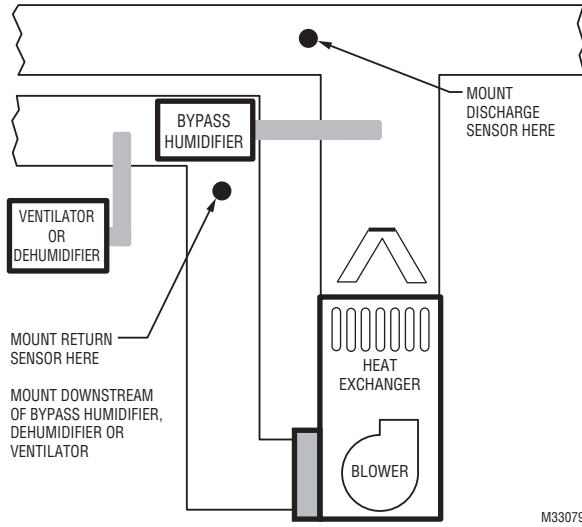 MOUNT
DISCHARGE
SENSOR HERE
BYPASS
HUMIDIFIER
VENTILATOR
OR
DEHUMIDIFIER
MOUNT RETURN
SENSOR HERE
MOUNT DOWNSTREAM
OF BYPASS HUMIDIFIER,
DEHUMIDIFIER OR
VENTILATOR
HEAT
EXCHANGER
BLOWER
M33079